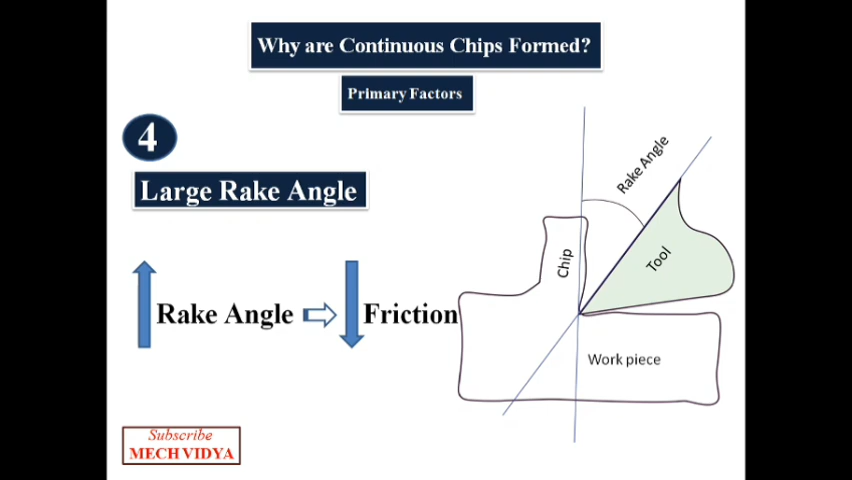 Why are Continuous Chips Formed?
Primary Factors
4
Large Rake Angle
Rake Angle
Friction
Rake Angle
Chip
Tool
Work piece
Subscribe
MECH VIDYA